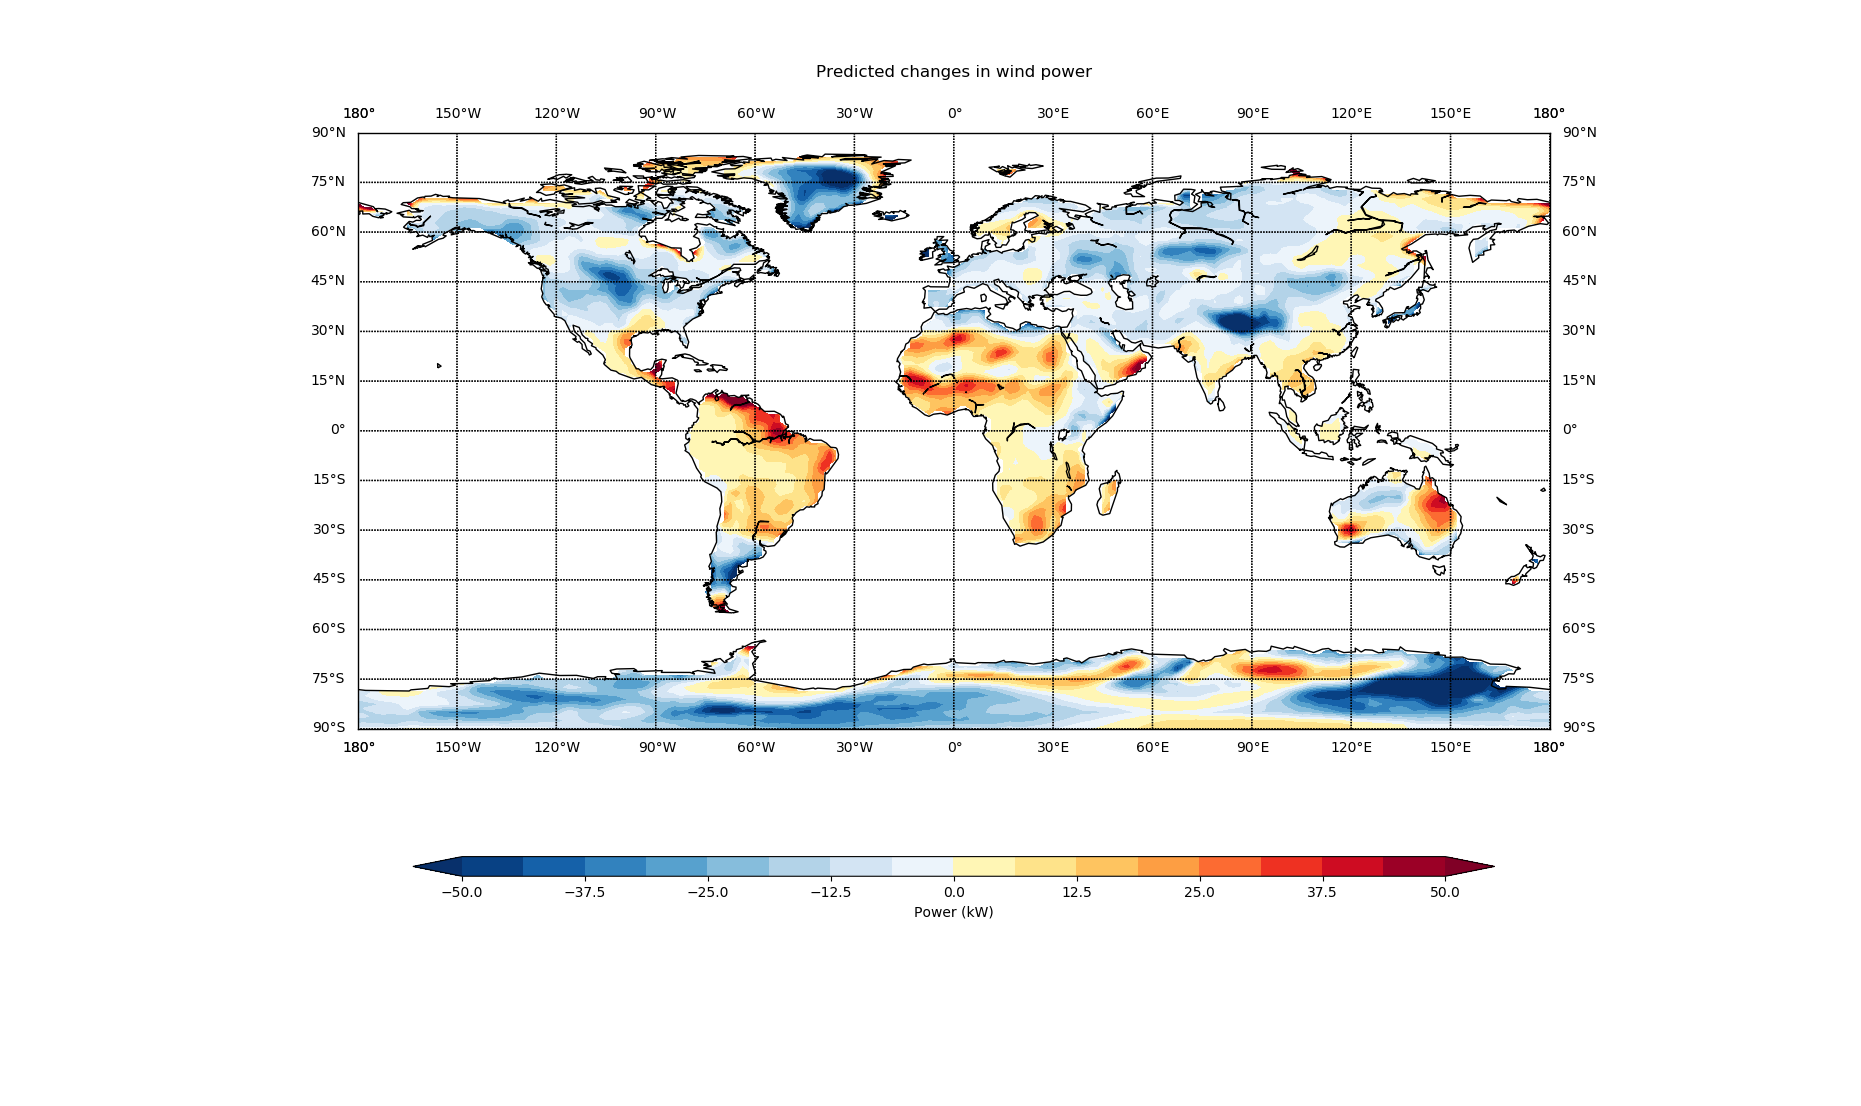 Predicted changes in wind power
180° 150°W 120°W 90°W 60°W 30°W 0° 30°E 60°E 90°E 120°E 150°E 180°
90°N 90°N
75°N 75°N
60°N 60°N
45°N 45°N
30°N 30°N
15°N 15°N
0° 0°
15°S 15°S
30°S 30°S
45°S 45°S
60°S 60°S
75°S 75°S
90°S 90°S
180° 150°W 120°W 90°W 60°W 30°W 0° 30°E 60°E 90°E 120°E 150°E 180°
−50.0 −37.5 −25.0 −12.5 0.0 12.5 25.0 37.5 50.0
Power (kW)